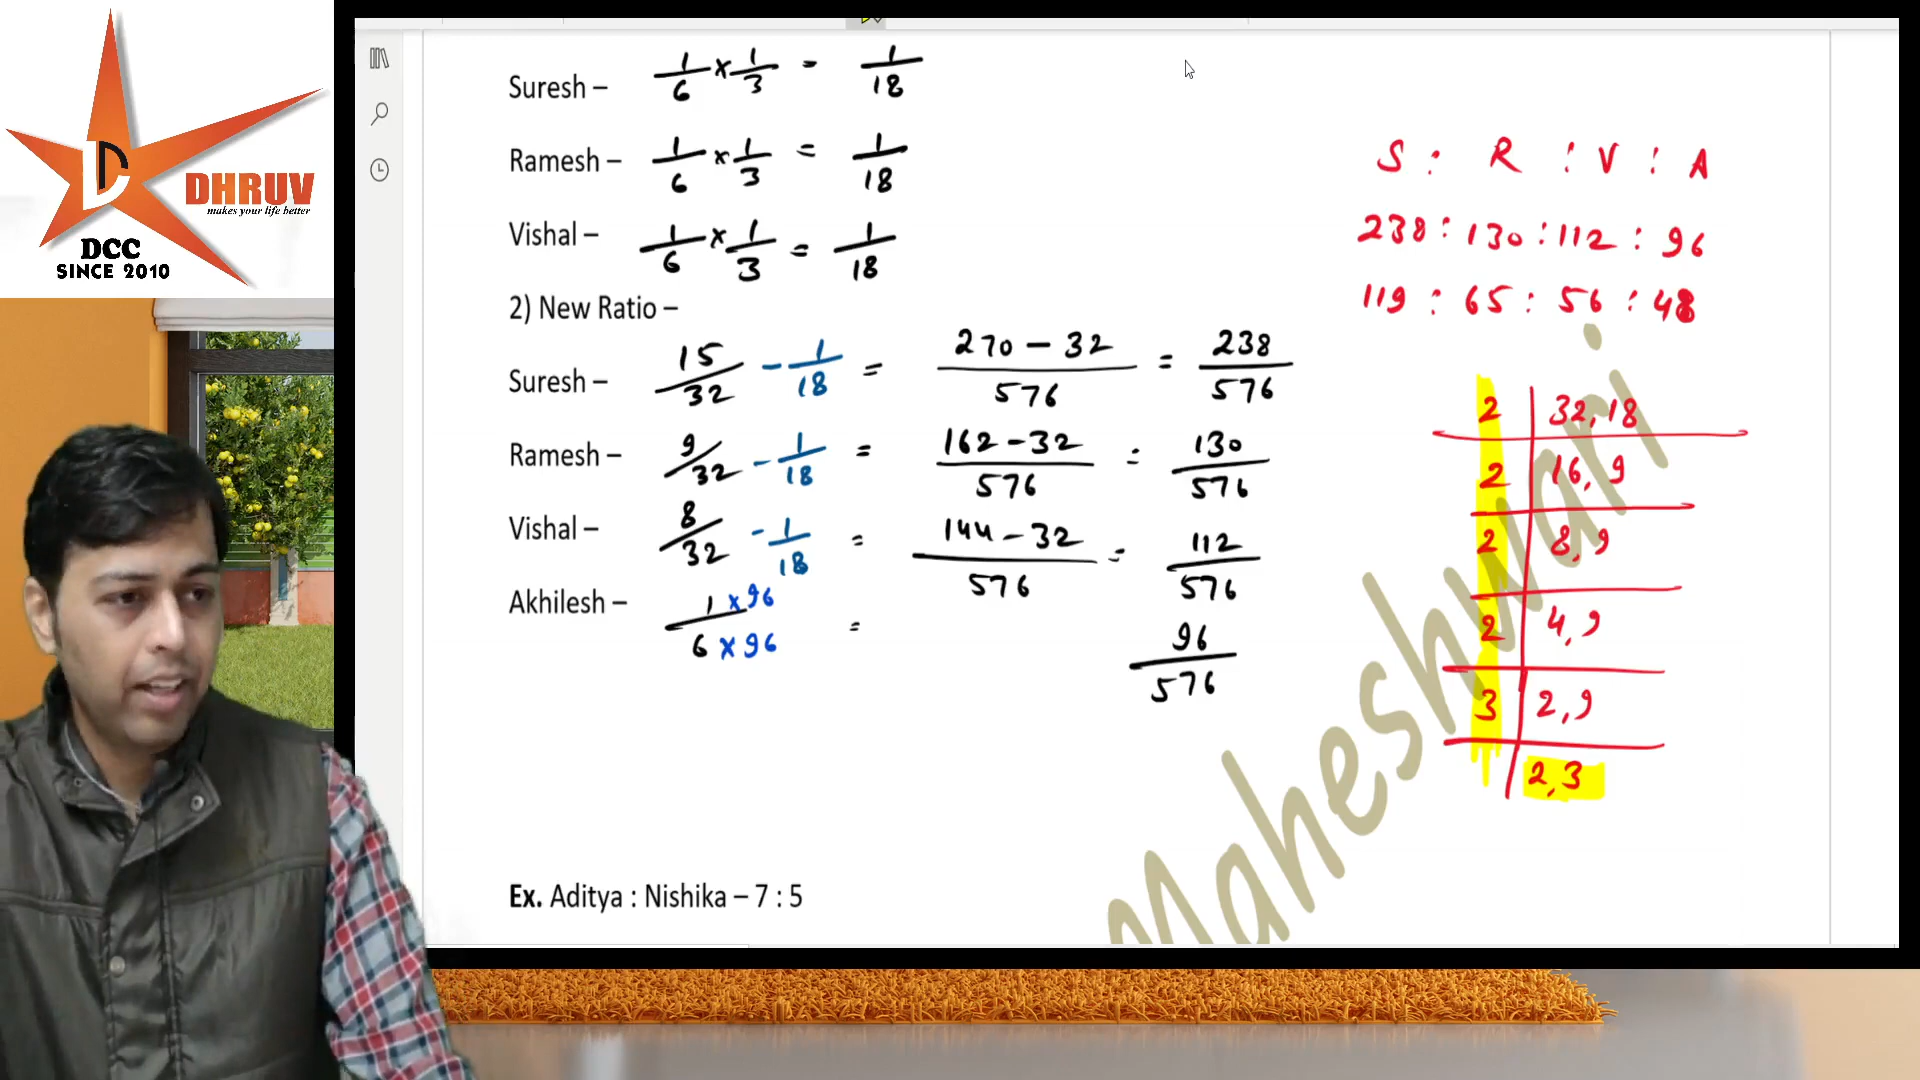 DHRUV
makes your life better
DCC
SINCE 2010
Suresh – 1/6 × 1/3 = 1/18
Ramesh – 1/6 × 1/3 = 1/18
Vishal – 1/6 × 1/3 = 1/18
2) New Ratio –
Suresh – 15/32 – 1/18 = 270 – 32/576 = 238/576
Ramesh – 9/32 – 1/18 = 162 – 32/576 = 130/576
Vishal – 8/32 – 1/18 = 144 – 32/576 = 112/576
Akhilesh – 1 × 96/6 × 96 = 96/576
Ex. Aditya : Nishika – 7 : 5
S : R : V : A
238 : 130 : 112 : 96
119 : 65 : 56 : 48
2 | 32, 18
2 | 16, 9
2 | 8, 9
2 | 4, 9
3 | 2, 9
2, 3
Maheshwari